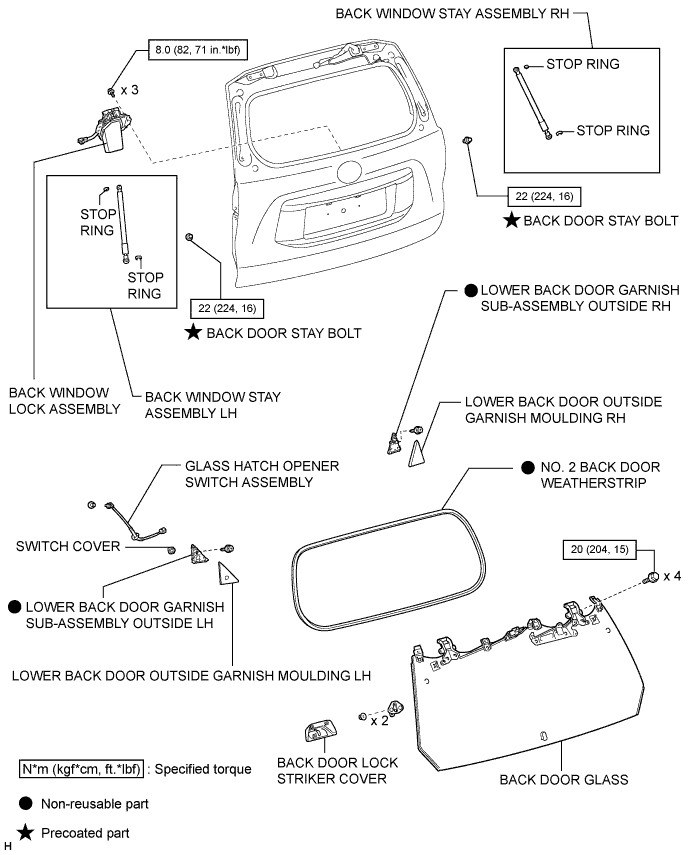 BACK WINDOW STAY ASSEMBLY RH
8.0 (82, 71 in.*lbf)
x 3
STOP RING
STOP RING
22 (224, 16)
★ BACK DOOR STAY BOLT
STOP
RING
STOP
RING
22 (224, 16)
★ BACK DOOR STAY BOLT
● LOWER BACK DOOR GARNISH
SUB-ASSEMBLY OUTSIDE RH
BACK WINDOW
LOCK ASSEMBLY
BACK WINDOW STAY
ASSEMBLY LH
LOWER BACK DOOR OUTSIDE
GARNISH MOULDING RH
GLASS HATCH OPENER
SWITCH ASSEMBLY
● NO. 2 BACK DOOR
WEATHERSTRIP
SWITCH COVER
20 (204, 15)
x 4
● LOWER BACK DOOR GARNISH
SUB-ASSEMBLY OUTSIDE LH
LOWER BACK DOOR OUTSIDE GARNISH MOULDING LH
x 2
BACK DOOR LOCK
STRIKER COVER
BACK DOOR GLASS
N*m (kgf*cm, ft.*lbf) : Specified torque
● Non-reusable part
★ Precoated part
H